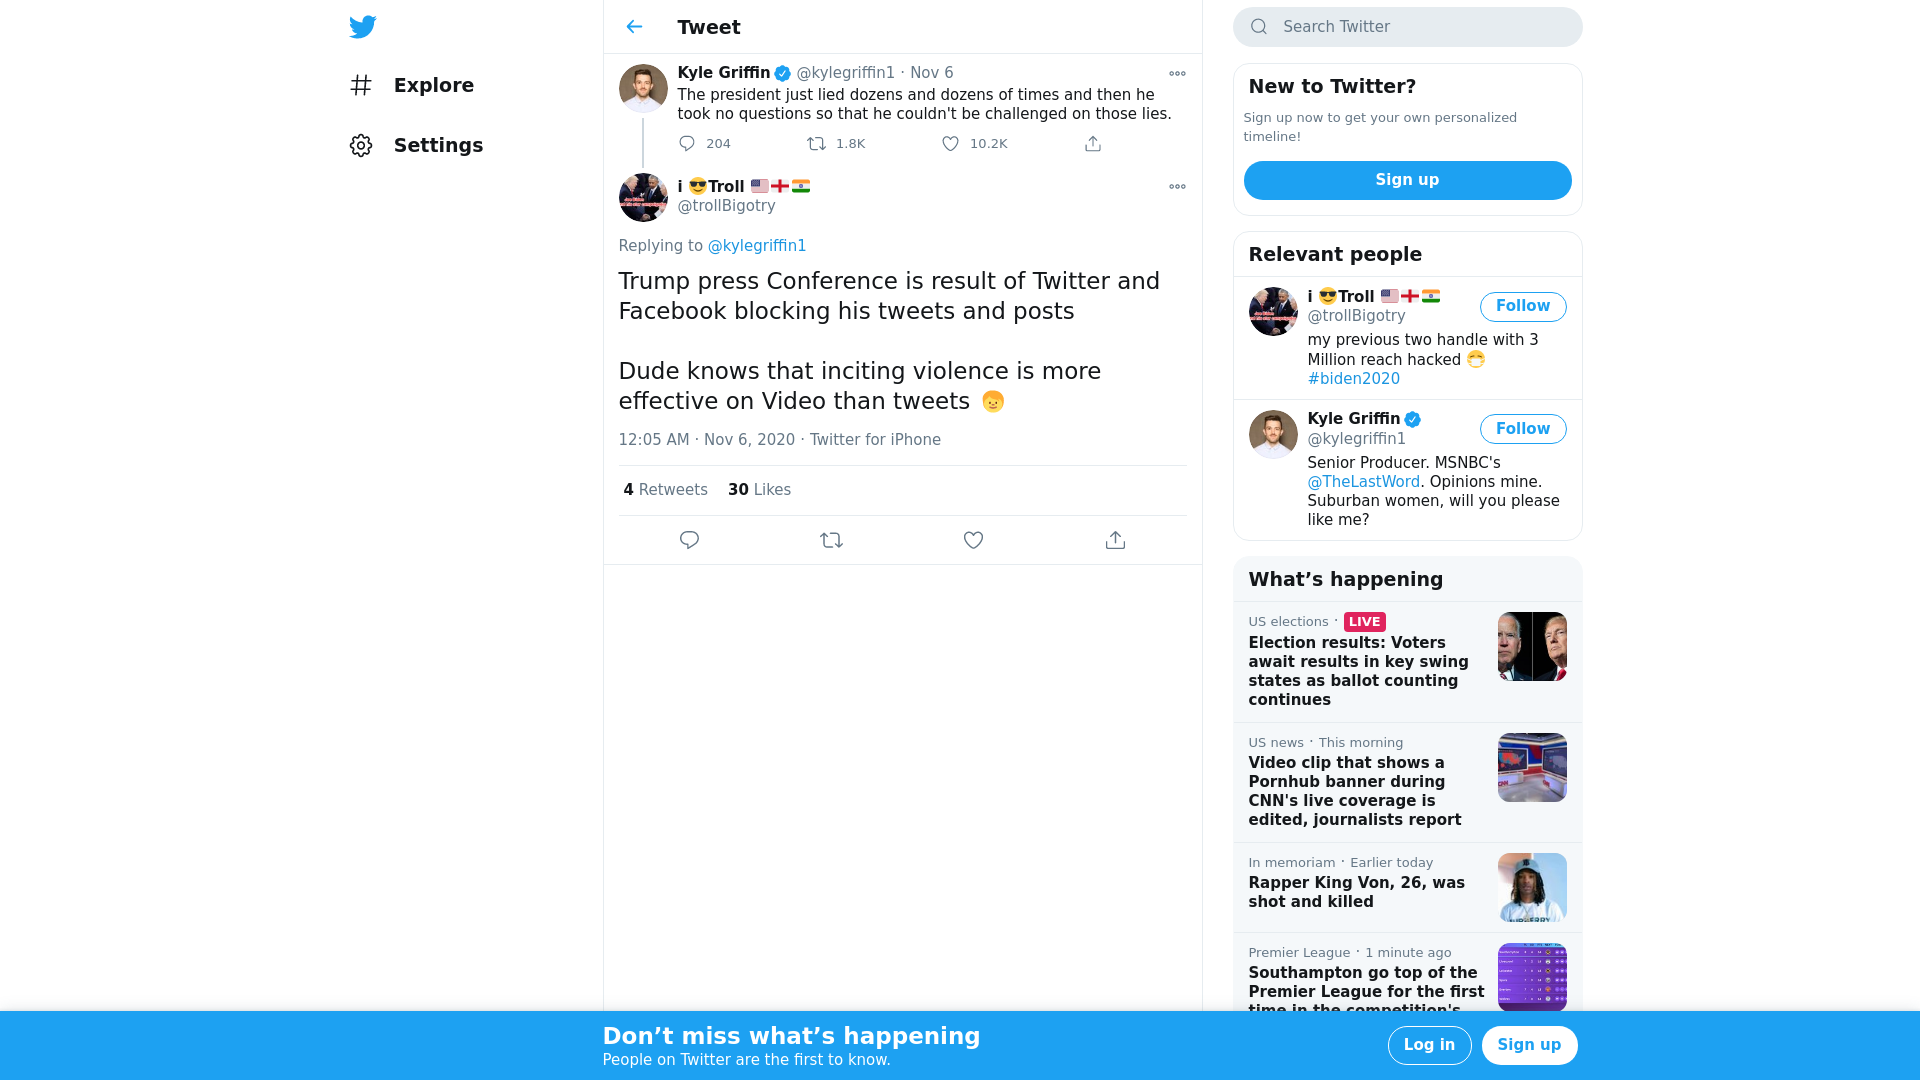 Explore
Settings
Tweet
Kyle Griffin @kylegriffin1 · Nov 6
The president just lied dozens and dozens of times and then he
took no questions so that he couldn't be challenged on those lies.
204 1.8K 10.2K
i 😎Troll 🇺🇸🏴󠁧󠁢󠁥󠁮󠁧󠁿🇮🇳
@trollBigotry
Replying to @kylegriffin1
Trump press Conference is result of Twitter and
Facebook blocking his tweets and posts
Dude knows that inciting violence is more
effective on Video than tweets 👦
12:05 AM · Nov 6, 2020 · Twitter for iPhone
4 Retweets 30 Likes
Search Twitter
New to Twitter?
Sign up now to get your own personalized
timeline!
Sign up
Relevant people
i 😎Troll 🇺🇸🏴󠁧󠁢󠁥󠁮󠁧󠁿🇮🇳
@trollBigotry
Follow
my previous two handle with 3
Million reach hacked 😷
#biden2020
Kyle Griffin
@kylegriffin1
Follow
Senior Producer. MSNBC's
@TheLastWord. Opinions mine.
Suburban women, will you please
like me?
What’s happening
US elections · LIVE
Election results: Voters
await results in key swing
states as ballot counting
continues
US news · This morning
Video clip that shows a
Pornhub banner during
CNN's live coverage is
edited, journalists report
In memoriam · Earlier today
Rapper King Von, 26, was
shot and killed
Premier League · 1 minute ago
Southampton go top of the
Premier League for the first
time in the competition's
Don’t miss what’s happening
People on Twitter are the first to know.
Log in
Sign up